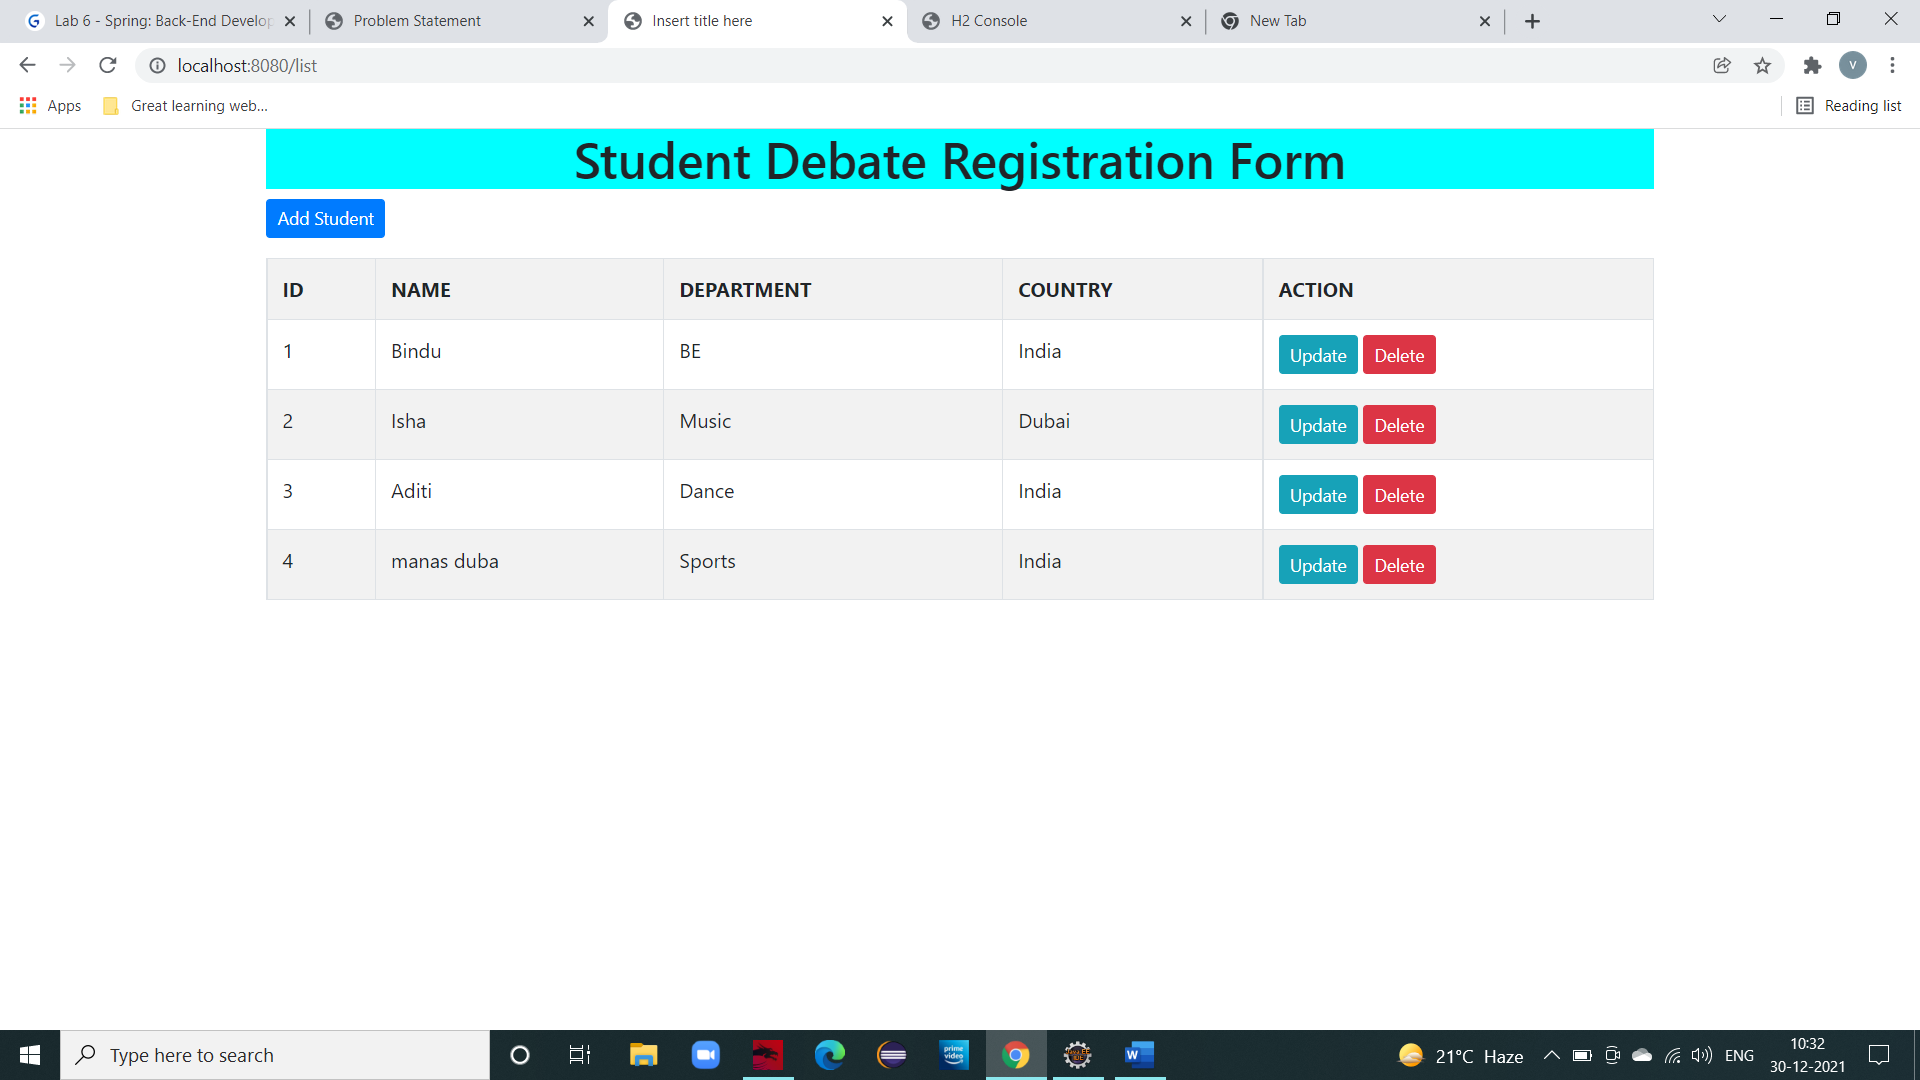 Lab 6 - Spring: Back-End Develop
Problem Statement
Insert title here
H2 Console
New Tab
localhost:8080/list
V
Apps
Great learning web...
Reading list
Student Debate Registration Form
Add Student
ID NAME DEPARTMENT COUNTRY ACTION
1 Bindu BE India Update Delete
2 Isha Music Dubai Update Delete
3 Aditi Dance India Update Delete
4 manas duba Sports India Update Delete
Type here to search
prime video
W
21°C Haze
ENG
10:32
30-12-2021